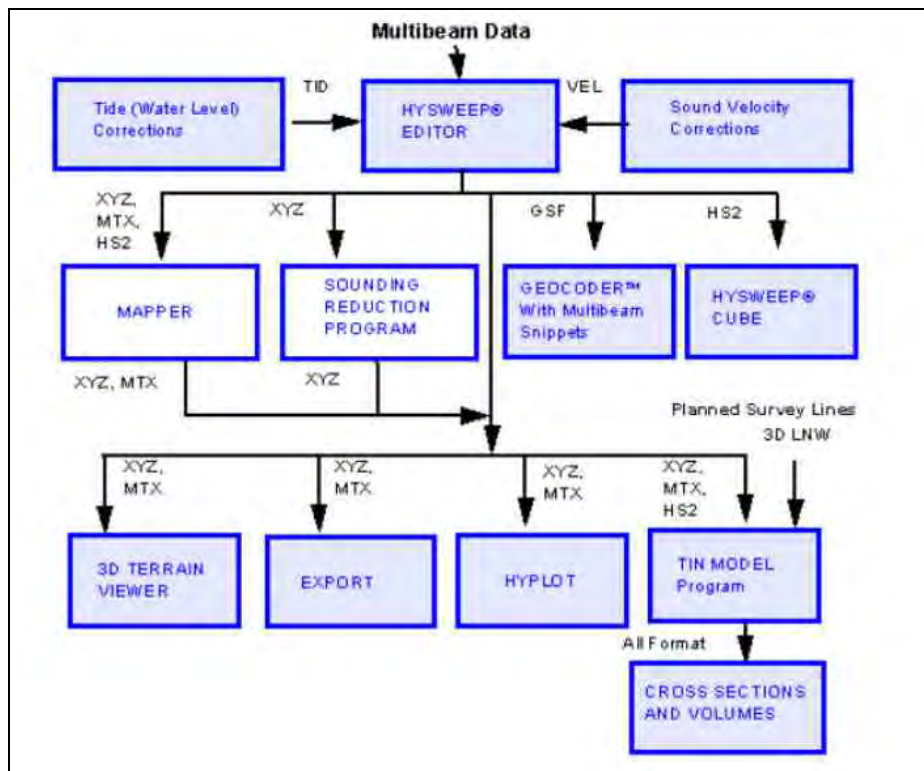 Multibeam Data
TID
VEL
Tide (Water Level)
Corrections
HYSWEEP®
EDITOR
Sound Velocity
Corrections
XYZ,
MTX,
HS2
XYZ
GSF
HS2
MAPPER
SOUNDING
REDUCTION
PROGRAM
GEOCODER™
With Multibeam
Snippets
HYSWEEP®
CUBE
XYZ, MTX
XYZ
Planned Survey Lines
3D LNW
XYZ,
MTX
XYZ,
MTX
XYZ,
MTX
XYZ,
MTX,
HS2
3D TERRAIN
VIEWER
EXPORT
HYPLOT
TIN MODEL
Program
All Format
CROSS SECTIONS
AND VOLUMES